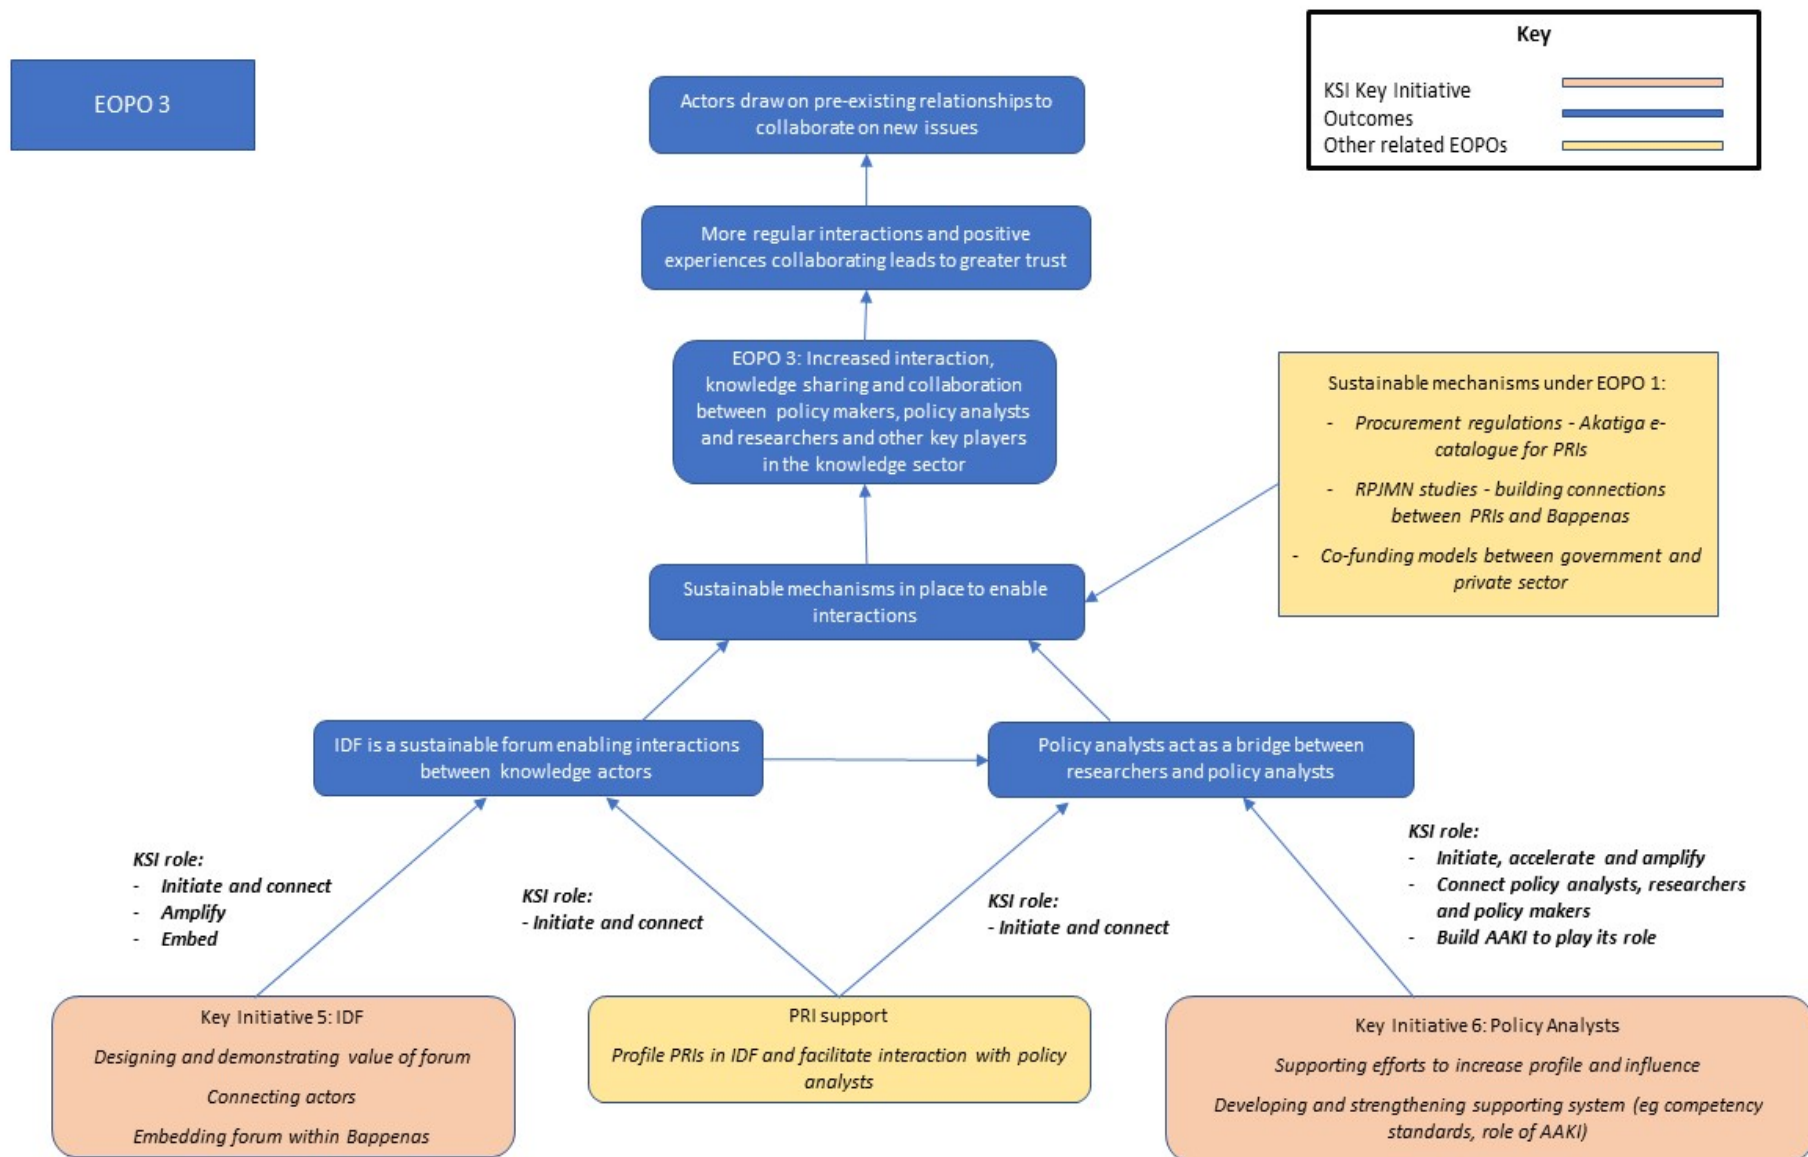 EOPO 3
Key
KSI Key Initiative
Outcomes
Other related EOPOs
Actors draw on pre-existing relationships to
collaborate on new issues
More regular interactions and positive
experiences collaborating leads to greater trust
EOPO 3: Increased interaction,
knowledge sharing and collaboration
between policy makers, policy analysts
and researchers and other key players
in the knowledge sector
Sustainable mechanisms under EOPO 1:
- Procurement regulations - Akatiga e-
catalogue for PRIs
- RPJMN studies - building connections
between PRIs and Bappenas
- Co-funding models between government and
private sector
Sustainable mechanisms in place to enable
interactions
IDF is a sustainable forum enabling interactions
between knowledge actors
Policy analysts act as a bridge between
researchers and policy analysts
KSI role:
- Initiate and connect
- Amplify
- Embed
KSI role:
- Initiate and connect
KSI role:
- Initiate and connect
KSI role:
- Initiate, accelerate and amplify
- Connect policy analysts, researchers
and policy makers
- Build AAKI to play its role
Key Initiative 5: IDF
Designing and demonstrating value of forum
Connecting actors
Embedding forum within Bappenas
PRI support
Profile PRIs in IDF and facilitate interaction with policy
analysts
Key Initiative 6: Policy Analysts
Supporting efforts to increase profile and influence
Developing and strengthening supporting system (eg competency
standards, role of AAKI)